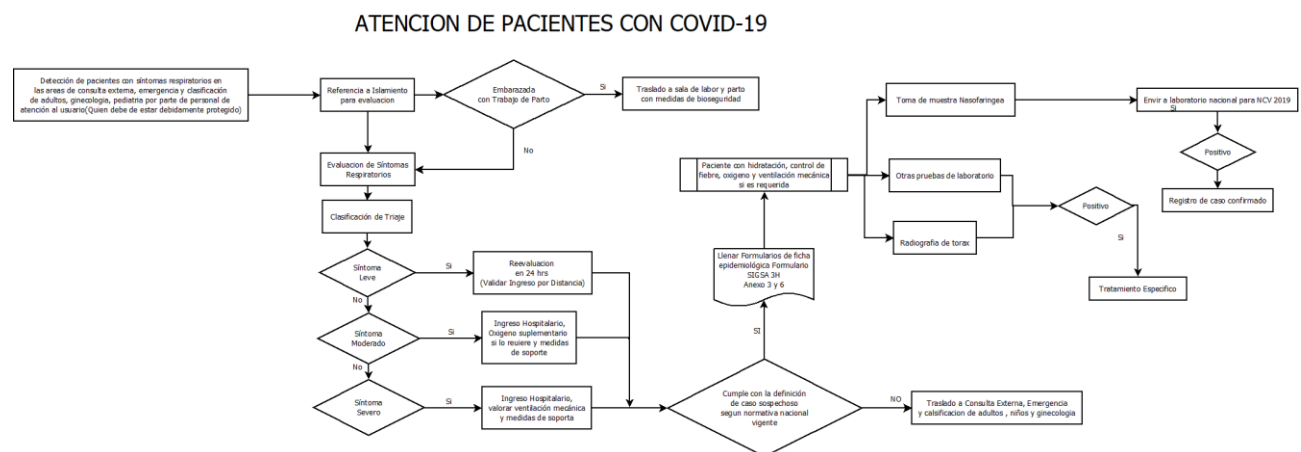 ATENCION DE PACIENTES CON COVID-19
Detección de pacientes con síntomas respiratorios en
las areas de consulta externa, emergencia y clasificación
de adultos, ginecologia, pediatria por parte de personal de
atención al usuario(Quien debe de estar debidamente protegido)
Referencia a Islamiento
para evaluacion
Embarazada
con Trabajo de Parto
Si
Traslado a sala de labor y parto
con medidas de bioseguridad
No
Evaluacion de Síntomas
Respiratorios
Clasificación de Triaje
Síntoma
Leve
Si
Reevaluacion
en 24 hrs
(Validar Ingreso por Distancia)
No
Síntoma
Moderado
Si
Ingreso Hospitalario,
Oxigeno suplementario
si lo reuiere y medidas
de soporte
No
Síntoma
Severo
Si
Ingreso Hospitalario,
valorar ventilación mecánica
y medidas de soporta
Cumple con la definición
de caso sospechoso
segun normativa nacional
vigente
NO
Traslado a Consulta Externa, Emergencia
y calsificacion de adultos , niños y ginecologia
SI
Llenar Formularios de ficha
epidemiológica Formulario
SIGSA 3H
Anexo 3 y 6
Paciente con hidratación, control de
fiebre, oxigeno y ventilación mecánica
si es requerida
Toma de muestra Nasofaringea
Envir a laboratorio nacional para NCV 2019
Si
Positivo
Registro de caso confirmado
Otras pruebas de laboratorio
Radiografia de torax
Positivo
Si
Tratamiento Especifico